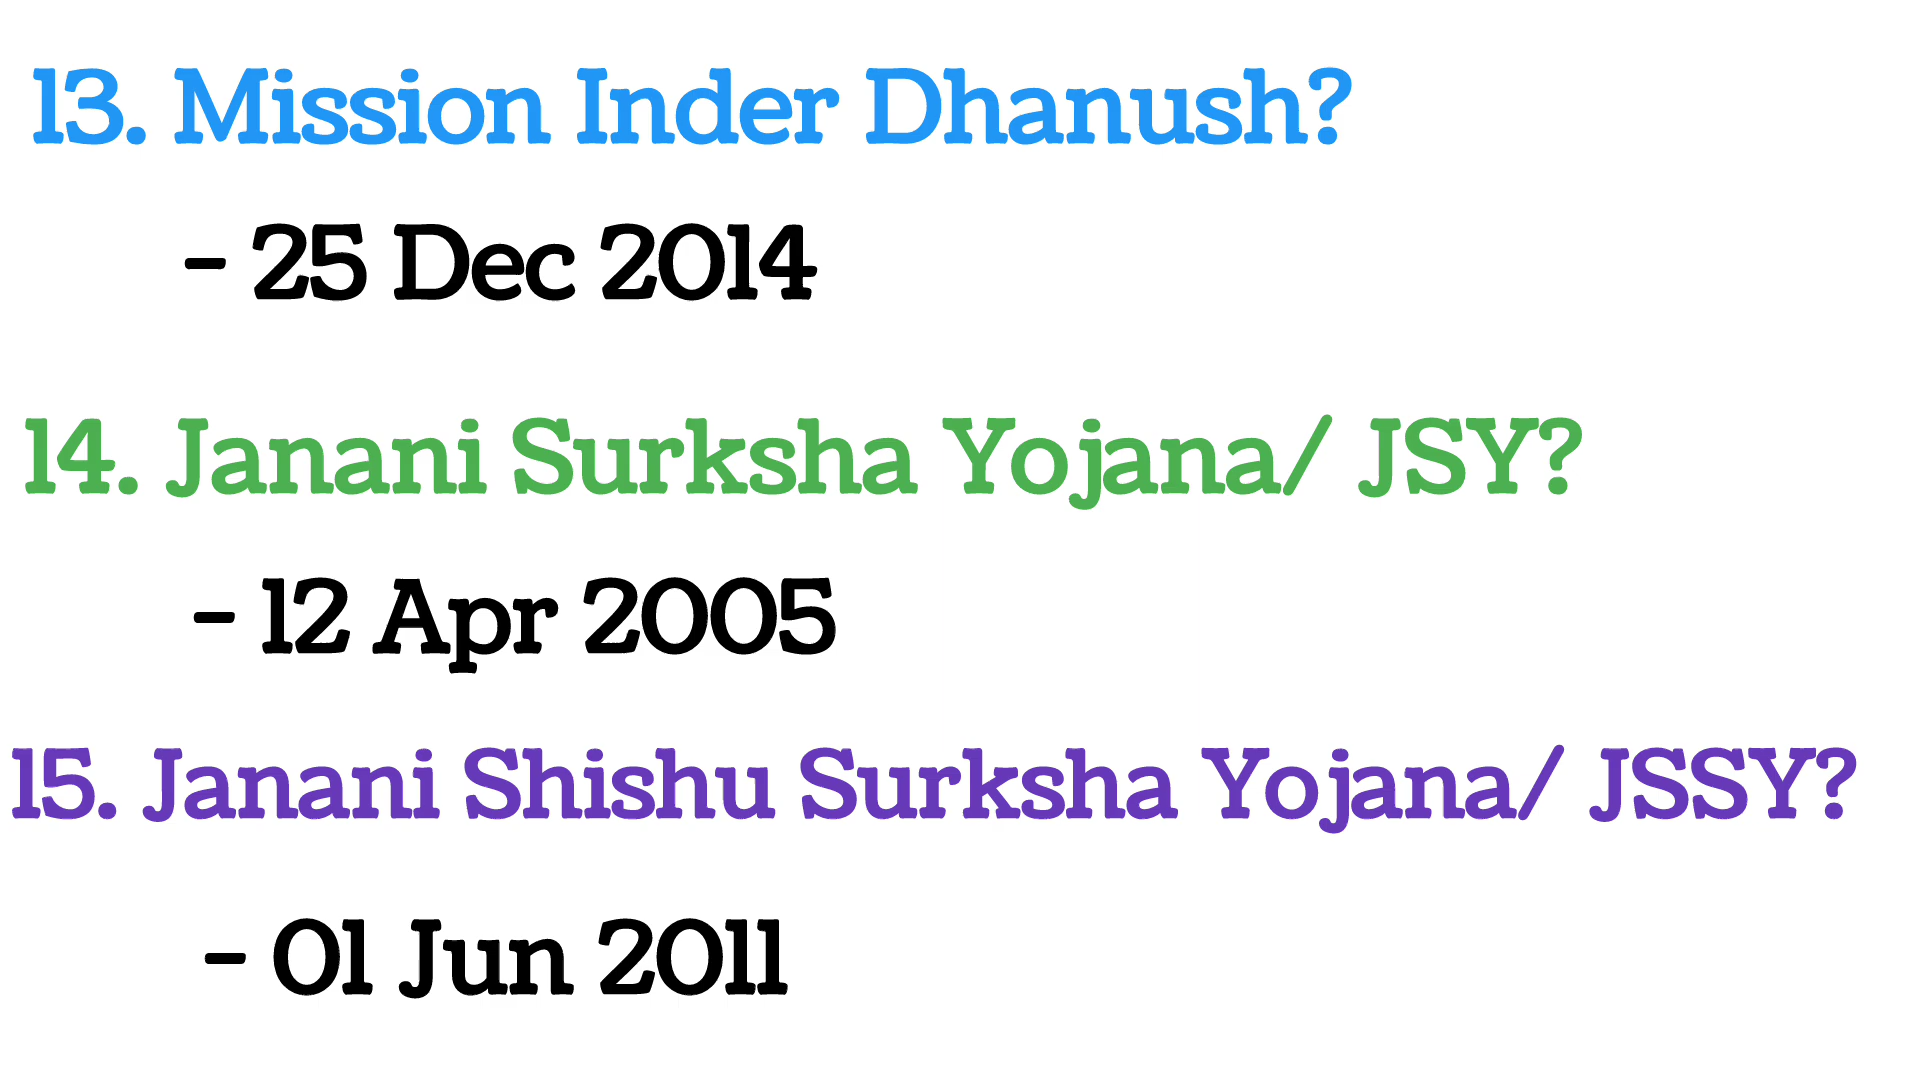 13. Mission Inder Dhanush?
- 25 Dec 2014
14. Janani Surksha Yojana/ JSY?
- 12 Apr 2005
15. Janani Shishu Surksha Yojana/ JSSY?
- 01 Jun 2011